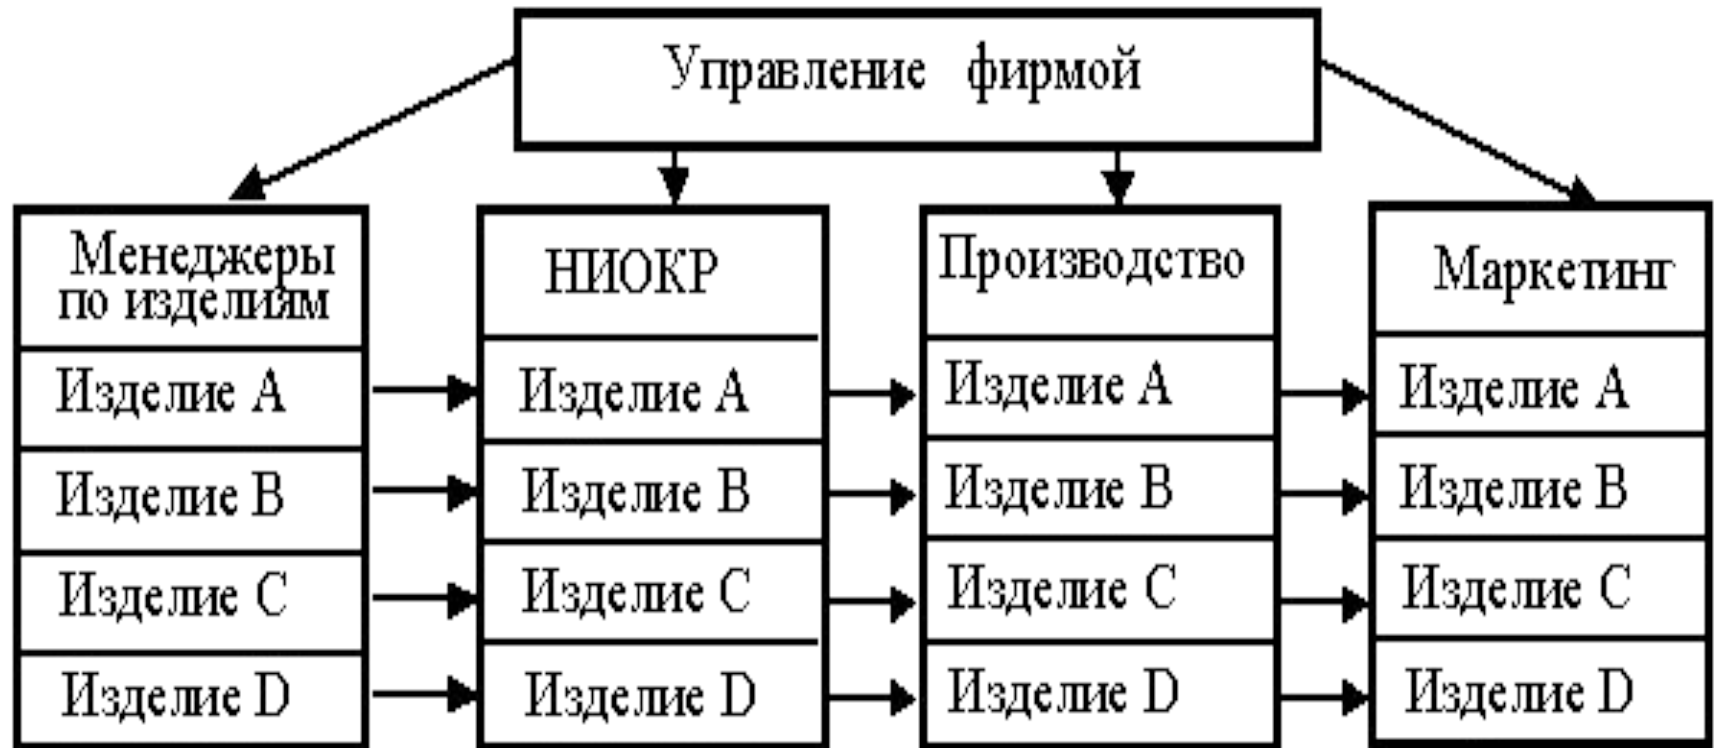 Управление фирмой
Менеджеры
по изделиям
НИОКР
Производство
Маркетинг
Изделие А
Изделие А
Изделие А
Изделие А
Изделие В
Изделие В
Изделие В
Изделие В
Изделие С
Изделие С
Изделие С
Изделие С
Изделие D
Изделие D
Изделие D
Изделие D